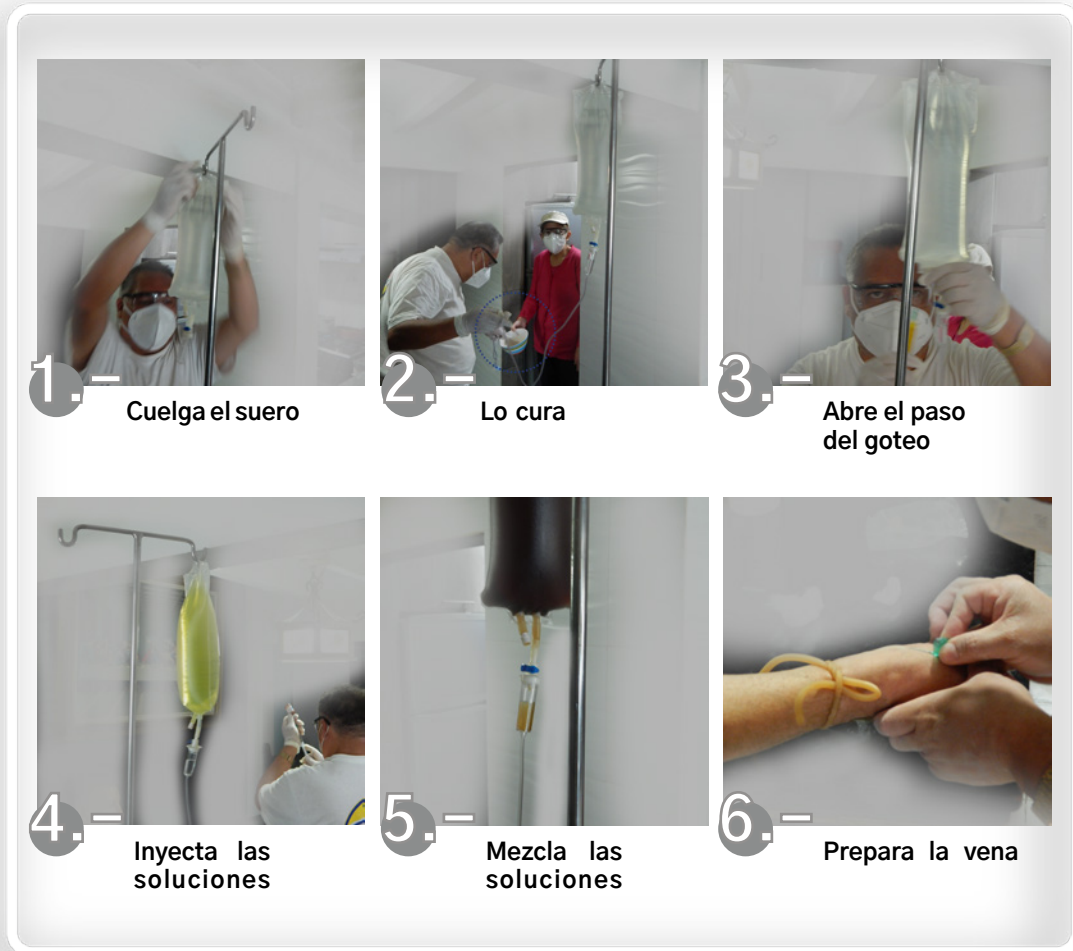 1.-
Cuelga el suero
2.-
Lo cura
3.-
Abre el paso
del goteo
4.-
Inyecta las
soluciones
5.-
Mezcla las
soluciones
6.-
Prepara la vena